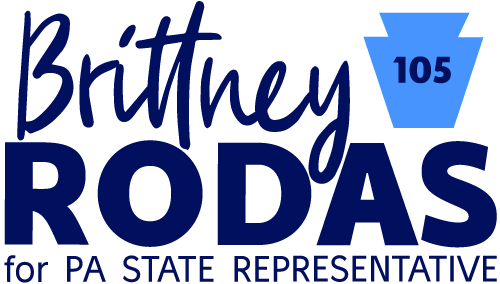 Brittney
105
RODAS
for PA STATE REPRESENTATIVE